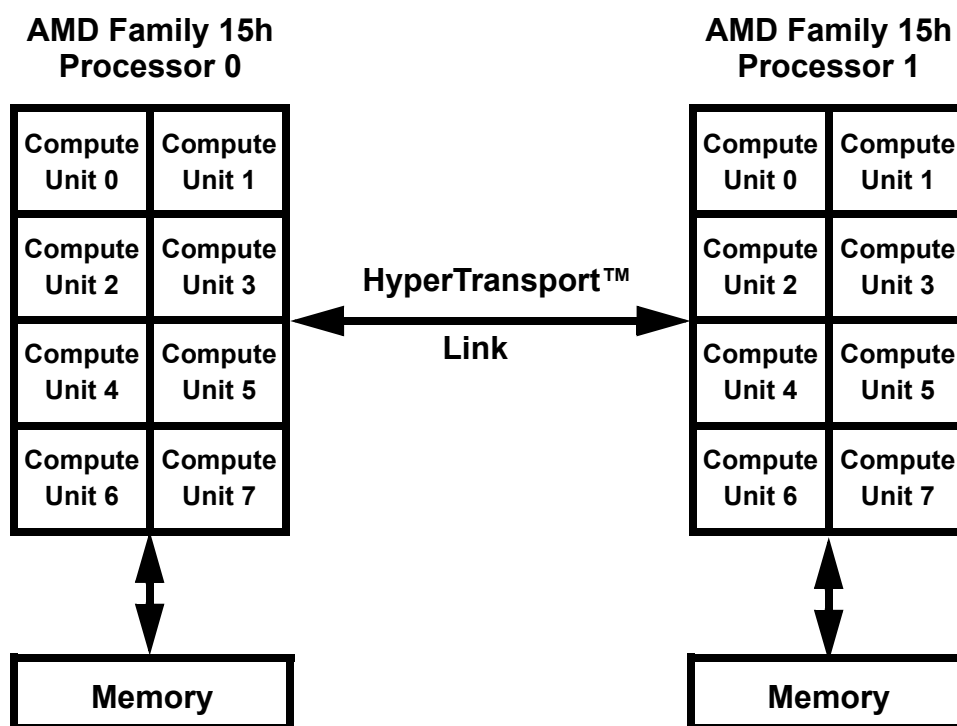 AMD Family 15h
Processor 0
AMD Family 15h
Processor 1
Compute
Unit 0
Compute
Unit 1
Compute
Unit 2
Compute
Unit 3
Compute
Unit 4
Compute
Unit 5
Compute
Unit 6
Compute
Unit 7
HyperTransport™
Link
Compute
Unit 0
Compute
Unit 1
Compute
Unit 2
Compute
Unit 3
Compute
Unit 4
Compute
Unit 5
Compute
Unit 6
Compute
Unit 7
Memory
Memory